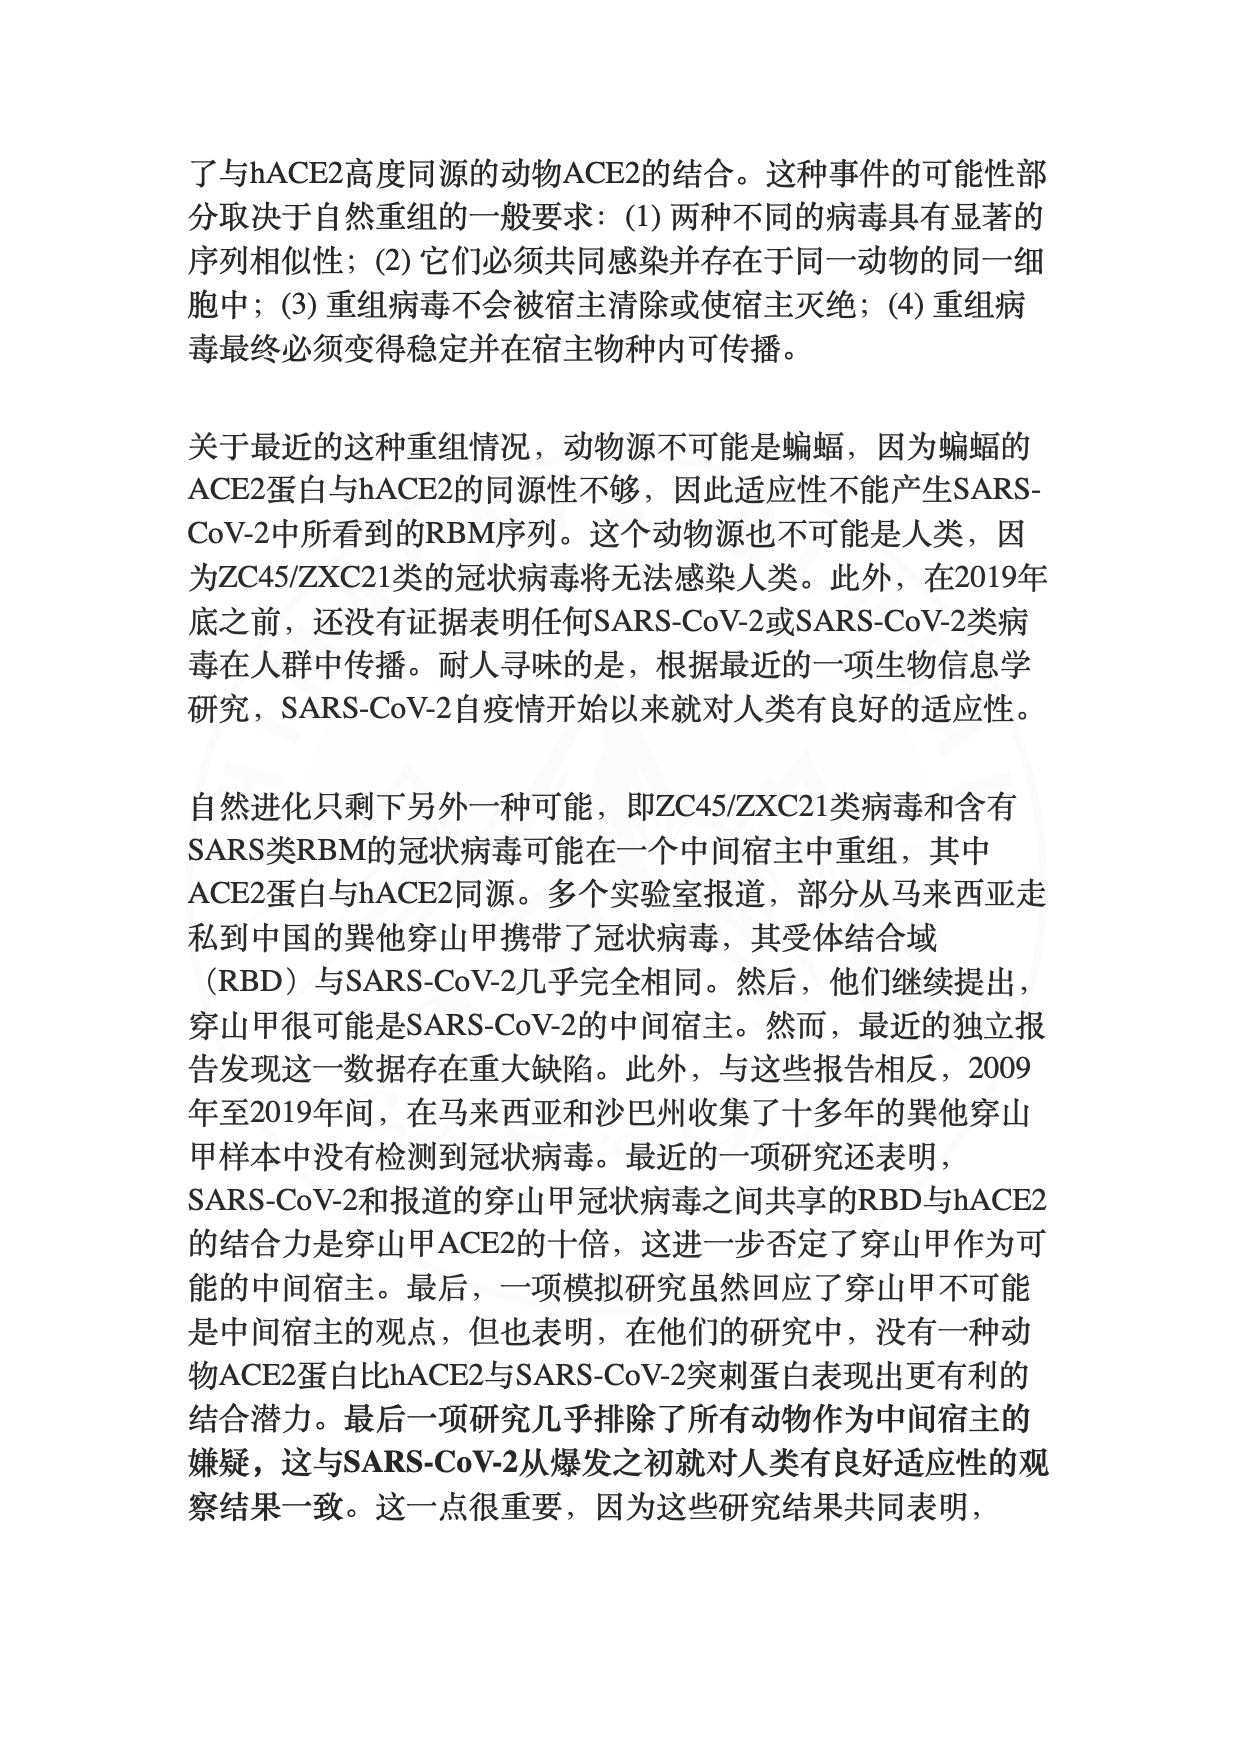 了与hACE2高度同源的动物ACE2的结合。这种事件的可能性部
分取决于自然重组的一般要求：(1) 两种不同的病毒具有显著的
序列相似性；(2) 它们必须共同感染并存在于同一动物的同一细
胞中；(3) 重组病毒不会被宿主清除或使宿主灭绝；(4) 重组病
毒最终必须变得稳定并在宿主物种内可传播。
关于最近的这种重组情况，动物源不可能是蝙蝠，因为蝙蝠的
ACE2蛋白与hACE2的同源性不够，因此适应性不能产生SARS-
CoV-2中所看到的RBM序列。这个动物源也不可能是人类，因
为ZC45/ZXC21类的冠状病毒将无法感染人类。此外，在2019年
底之前，还没有证据表明任何SARS-CoV-2或SARS-CoV-2类病
毒在人群中传播。耐人寻味的是，根据最近的一项生物信息学
研究，SARS-CoV-2自疫情开始以来就对人类有良好的适应性。
自然进化只剩下另外一种可能，即ZC45/ZXC21类病毒和含有
SARS类RBM的冠状病毒可能在一个中间宿主中重组，其中
ACE2蛋白与hACE2同源。多个实验室报道，部分从马来西亚走
私到中国的巽他穿山甲携带了冠状病毒，其受体结合域
（RBD）与SARS-CoV-2几乎完全相同。然后，他们继续提出，
穿山甲很可能是SARS-CoV-2的中间宿主。然而，最近的独立报
告发现这一数据存在重大缺陷。此外，与这些报告相反，2009
年至2019年间，在马来西亚和沙巴州收集了十多年的巽他穿山
甲样本中没有检测到冠状病毒。最近的一项研究还表明，
SARS-CoV-2和报道的穿山甲冠状病毒之间共享的RBD与hACE2
的结合力是穿山甲ACE2的十倍，这进一步否定了穿山甲作为可
能的中间宿主。最后，一项模拟研究虽然回应了穿山甲不可能
是中间宿主的观点，但也表明，在他们的研究中，没有一种动
物ACE2蛋白比hACE2与SARS-CoV-2突刺蛋白表现出更有利的
结合潜力。最后一项研究几乎排除了所有动物作为中间宿主的
嫌疑，这与SARS-CoV-2从爆发之初就对人类有良好适应性的观
察结果一致。这一点很重要，因为这些研究结果共同表明，